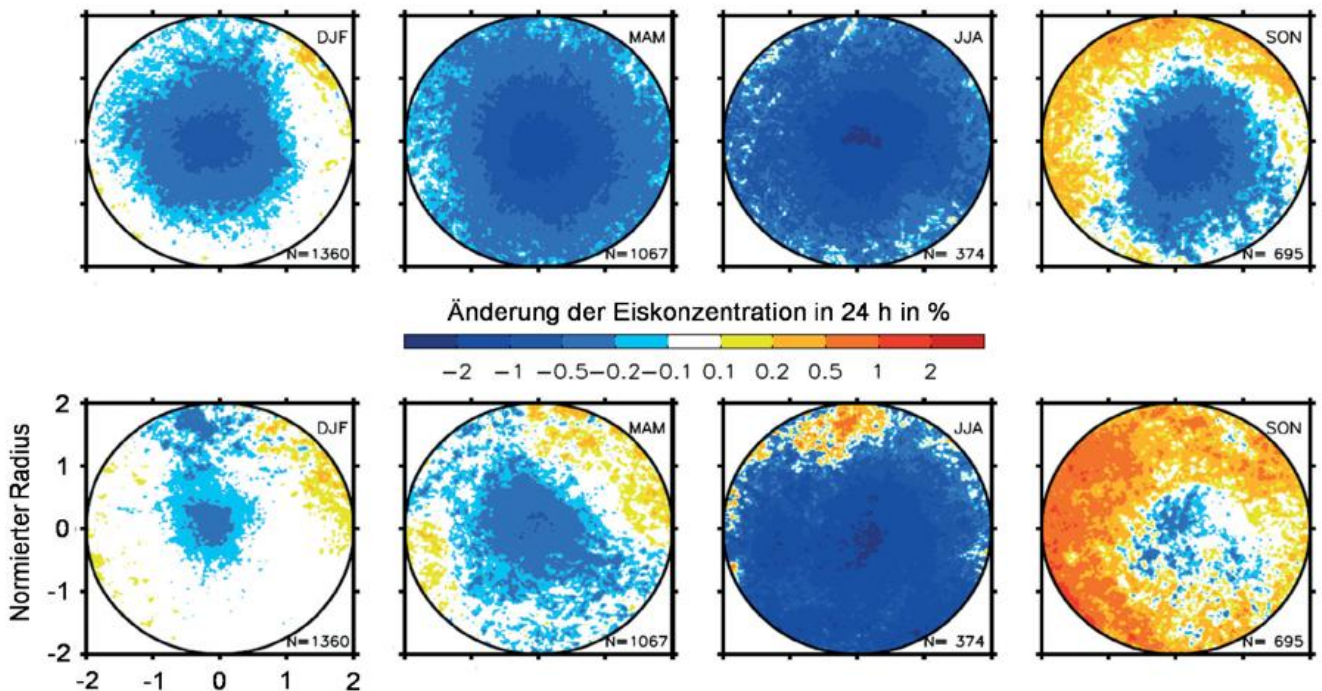 DJF MAM JJA SON
N=1360 N=1067 N= 374 N= 695
Änderung der Eiskonzentration in 24 h in %
−2 −1 −0.5 −0.2 −0.1 0.1 0.2 0.5 1 2
Normierter Radius
2
1
0
-1
-2
DJF MAM JJA SON
N=1360 N=1067 N= 374 N= 695
-2 -1 0 1 2